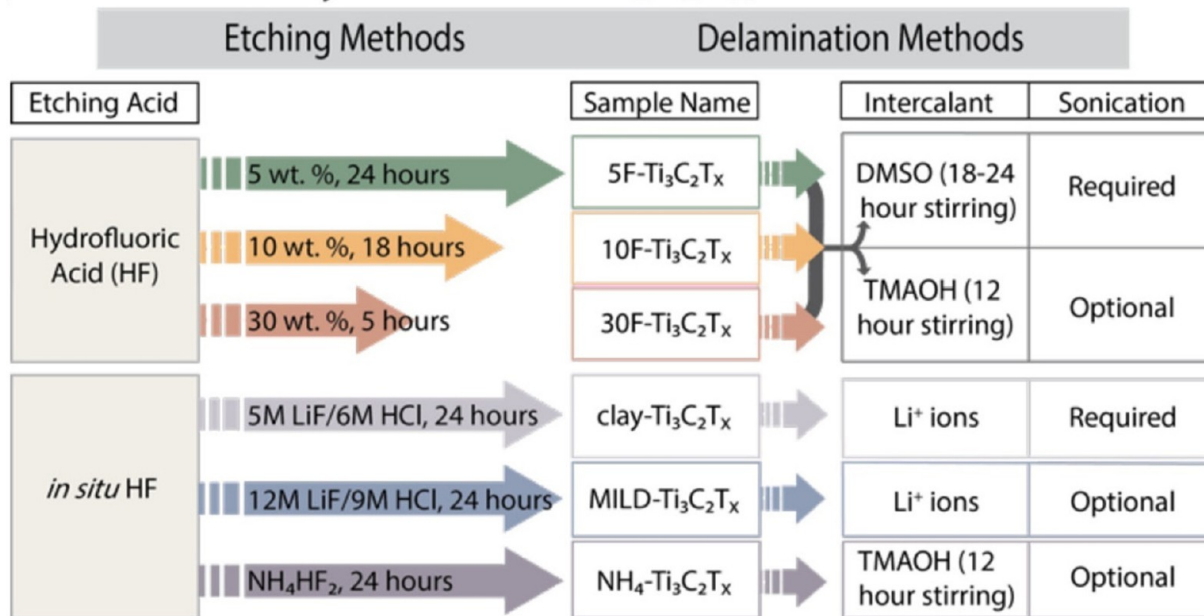 Etching Methods Delamination Methods
Etching Acid Sample Name Intercalant Sonication
Hydrofluoric
Acid (HF)
5 wt. %, 24 hours
10 wt. %, 18 hours
30 wt. %, 5 hours
5F-Ti₃C₂Tₓ
10F-Ti₃C₂Tₓ
30F-Ti₃C₂Tₓ
DMSO (18-24
hour stirring)
Required
TMAOH (12
hour stirring)
Optional
in situ HF
5M LiF/6M HCl, 24 hours
clay-Ti₃C₂Tₓ
Li⁺ ions
Required
12M LiF/9M HCl, 24 hours
MILD-Ti₃C₂Tₓ
Li⁺ ions
Optional
NH₄HF₂, 24 hours
NH₄-Ti₃C₂Tₓ
TMAOH (12
hour stirring)
Optional